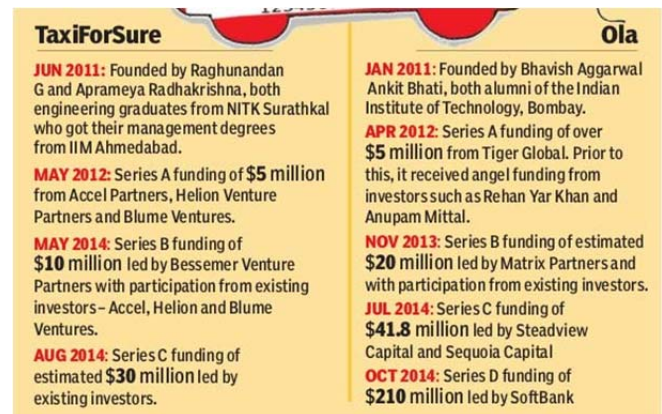 TaxiForSure
JUN 2011: Founded by Raghunandan
G and Aprameya Radhakrishna, both
engineering graduates from NITK Surathkal
who got their management degrees
from IIM Ahmedabad.
MAY 2012: Series A funding of $5 million
from Accel Partners, Helion Venture
Partners and Blume Ventures.
MAY 2014: Series B funding of
$10 million led by Bessemer Venture
Partners with participation from existing
investors – Accel, Helion and Blume
Ventures.
AUG 2014: Series C funding of
estimated $30 million led by
existing investors.
Ola
JAN 2011: Founded by Bhavish Aggarwal
Ankit Bhati, both alumni of the Indian
Institute of Technology, Bombay.
APR 2012: Series A funding of over
$5 million from Tiger Global. Prior to
this, it received angel funding from
investors such as Rehan Yar Khan and
Anupam Mittal.
NOV 2013: Series B funding of estimated
$20 million led by Matrix Partners and
with participation from existing investors.
JUL 2014: Series C funding of
$41.8 million led by Steadview
Capital and Sequoia Capital
OCT 2014: Series D funding of
$210 million led by SoftBank